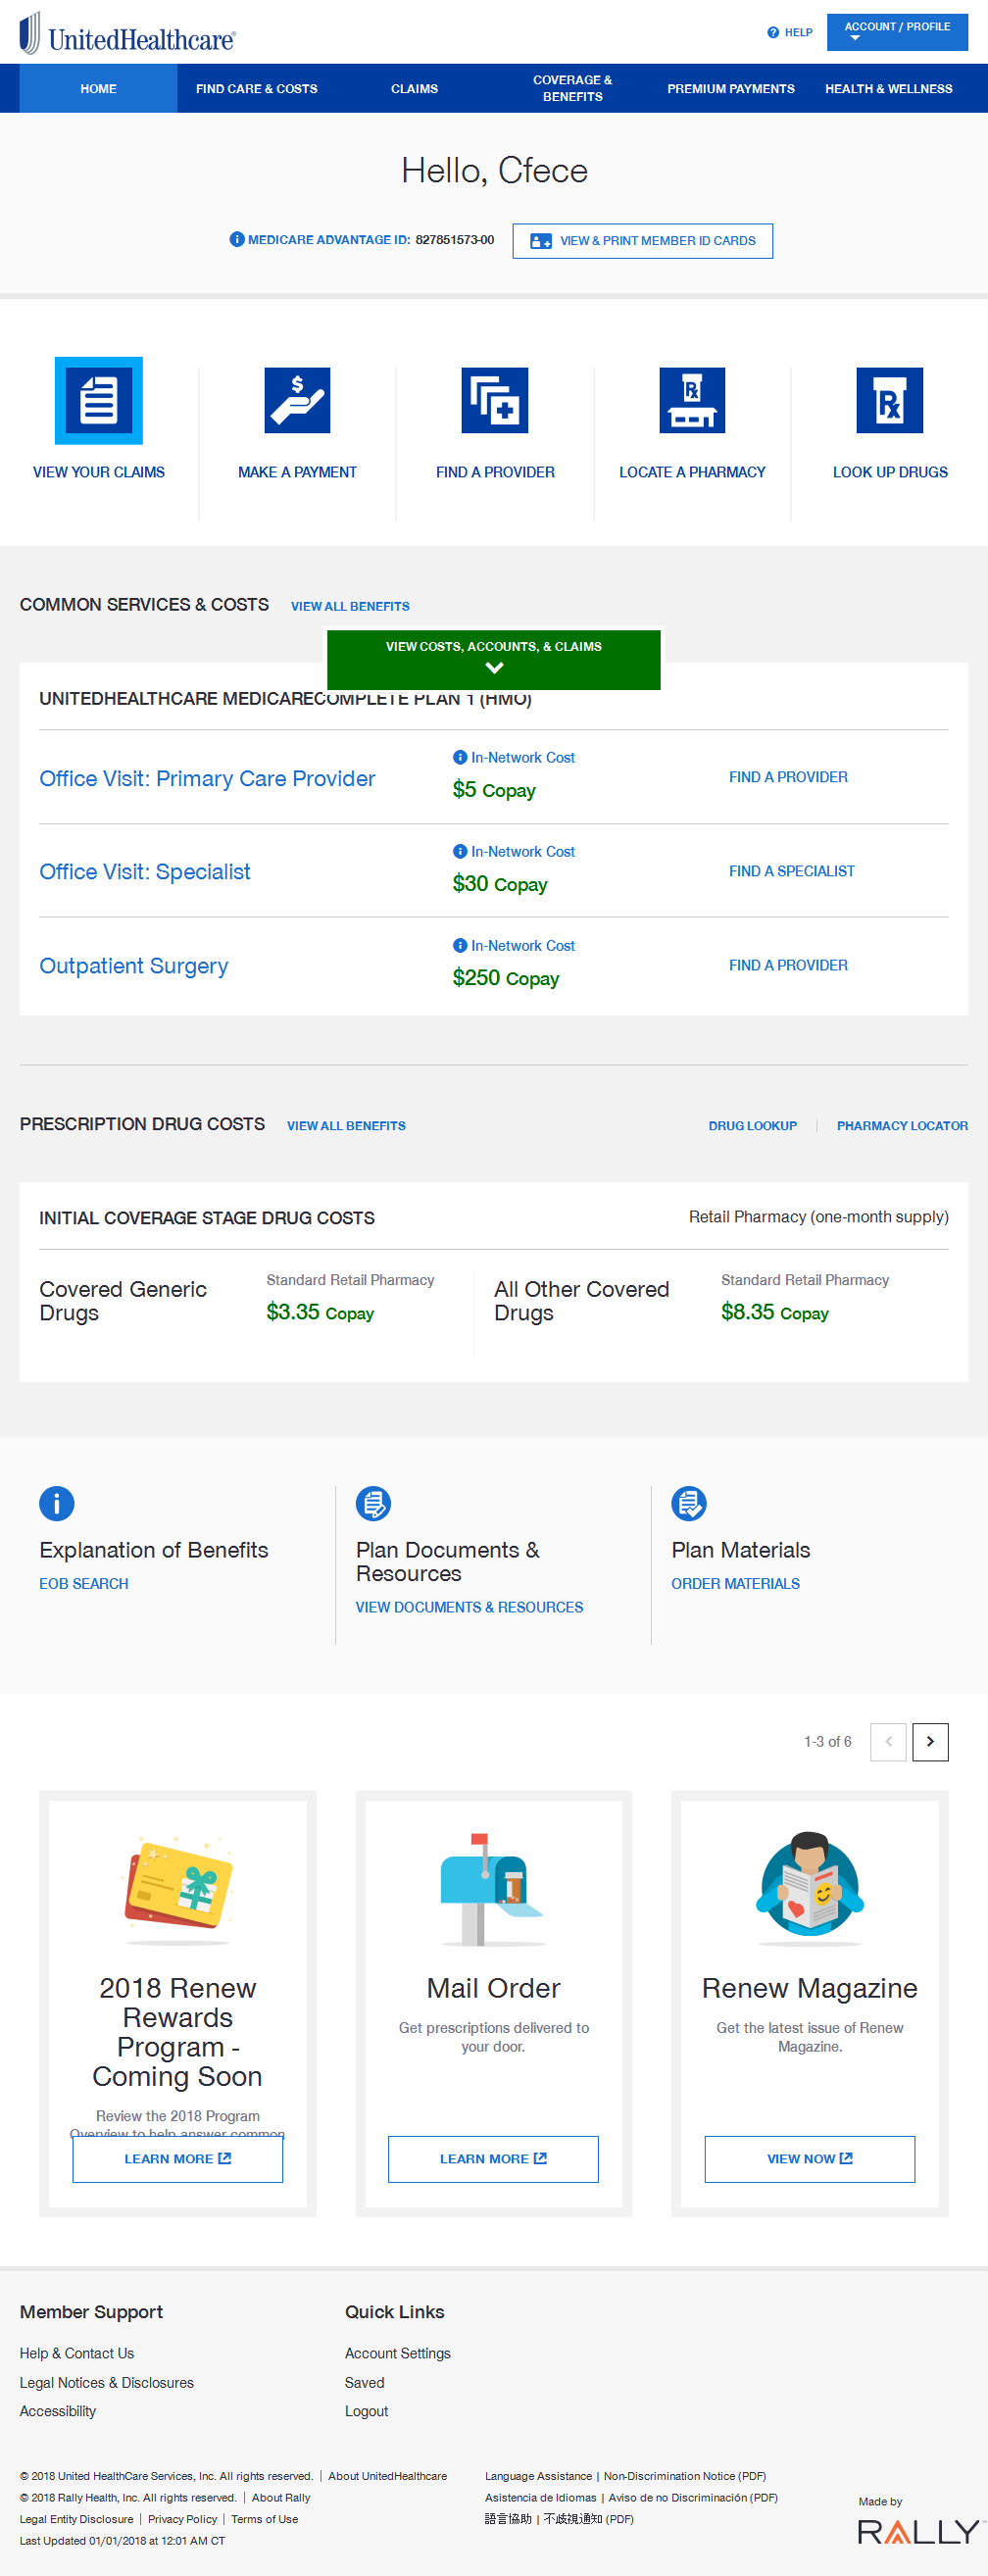 UnitedHealthcare®
HELP
ACCOUNT / PROFILE
HOME
FIND CARE & COSTS
CLAIMS
COVERAGE &
BENEFITS
PREMIUM PAYMENTS
HEALTH & WELLNESS
Hello, Cfece
MEDICARE ADVANTAGE ID: 827851573-00
VIEW & PRINT MEMBER ID CARDS
VIEW YOUR CLAIMS
MAKE A PAYMENT
FIND A PROVIDER
LOCATE A PHARMACY
LOOK UP DRUGS
COMMON SERVICES & COSTS VIEW ALL BENEFITS
VIEW COSTS, ACCOUNTS, & CLAIMS
UNITEDHEALTHCARE MEDICARECOMPLETE PLAN 1 (HMO)
Office Visit: Primary Care Provider
In-Network Cost
$5 Copay
FIND A PROVIDER
Office Visit: Specialist
In-Network Cost
$30 Copay
FIND A SPECIALIST
Outpatient Surgery
In-Network Cost
$250 Copay
FIND A PROVIDER
PRESCRIPTION DRUG COSTS VIEW ALL BENEFITS
DRUG LOOKUP | PHARMACY LOCATOR
INITIAL COVERAGE STAGE DRUG COSTS
Retail Pharmacy (one-month supply)
Covered Generic
Drugs
Standard Retail Pharmacy
$3.35 Copay
All Other Covered
Drugs
Standard Retail Pharmacy
$8.35 Copay
Explanation of Benefits
EOB SEARCH
Plan Documents &
Resources
VIEW DOCUMENTS & RESOURCES
Plan Materials
ORDER MATERIALS
1-3 of 6
2018 Renew
Rewards
Program -
Coming Soon
Review the 2018 Program
Overview to help answer common
LEARN MORE
Mail Order
Get prescriptions delivered to
your door.
LEARN MORE
Renew Magazine
Get the latest issue of Renew
Magazine.
VIEW NOW
Member Support
Help & Contact Us
Legal Notices & Disclosures
Accessibility
Quick Links
Account Settings
Saved
Logout
© 2018 United HealthCare Services, Inc. All rights reserved. | About UnitedHealthcare
© 2018 Rally Health, Inc. All rights reserved. | About Rally
Legal Entity Disclosure | Privacy Policy | Terms of Use
Last Updated 01/01/2018 at 12:01 AM CT
Language Assistance | Non-Discrimination Notice (PDF)
Asistencia de Idiomas | Aviso de no Discriminación (PDF)
語言協助 | 不歧視通知 (PDF)
Made by
RALLY